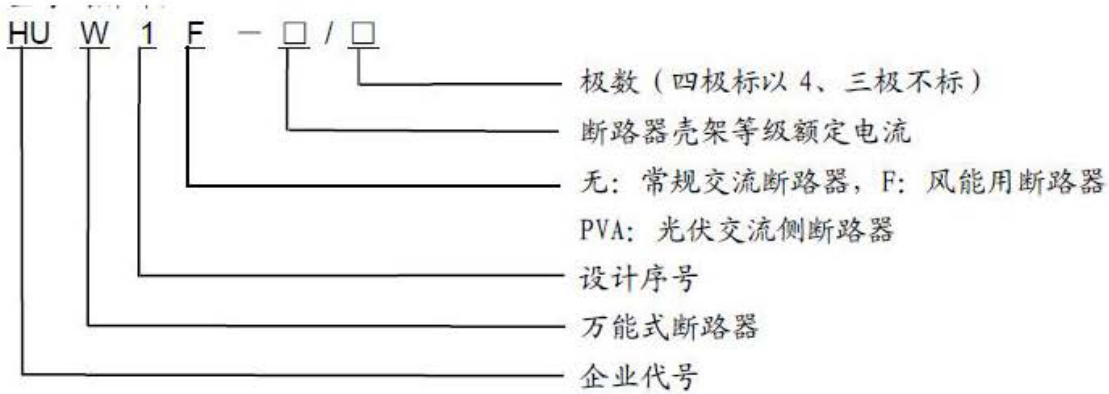 HU W 1 F - □ / □
极数（四极标以 4、三极不标）
断路器壳架等级额定电流
无：常规交流断路器，F：风能用断路器
PVA：光伏交流侧断路器
设计序号
万能式断路器
企业代号